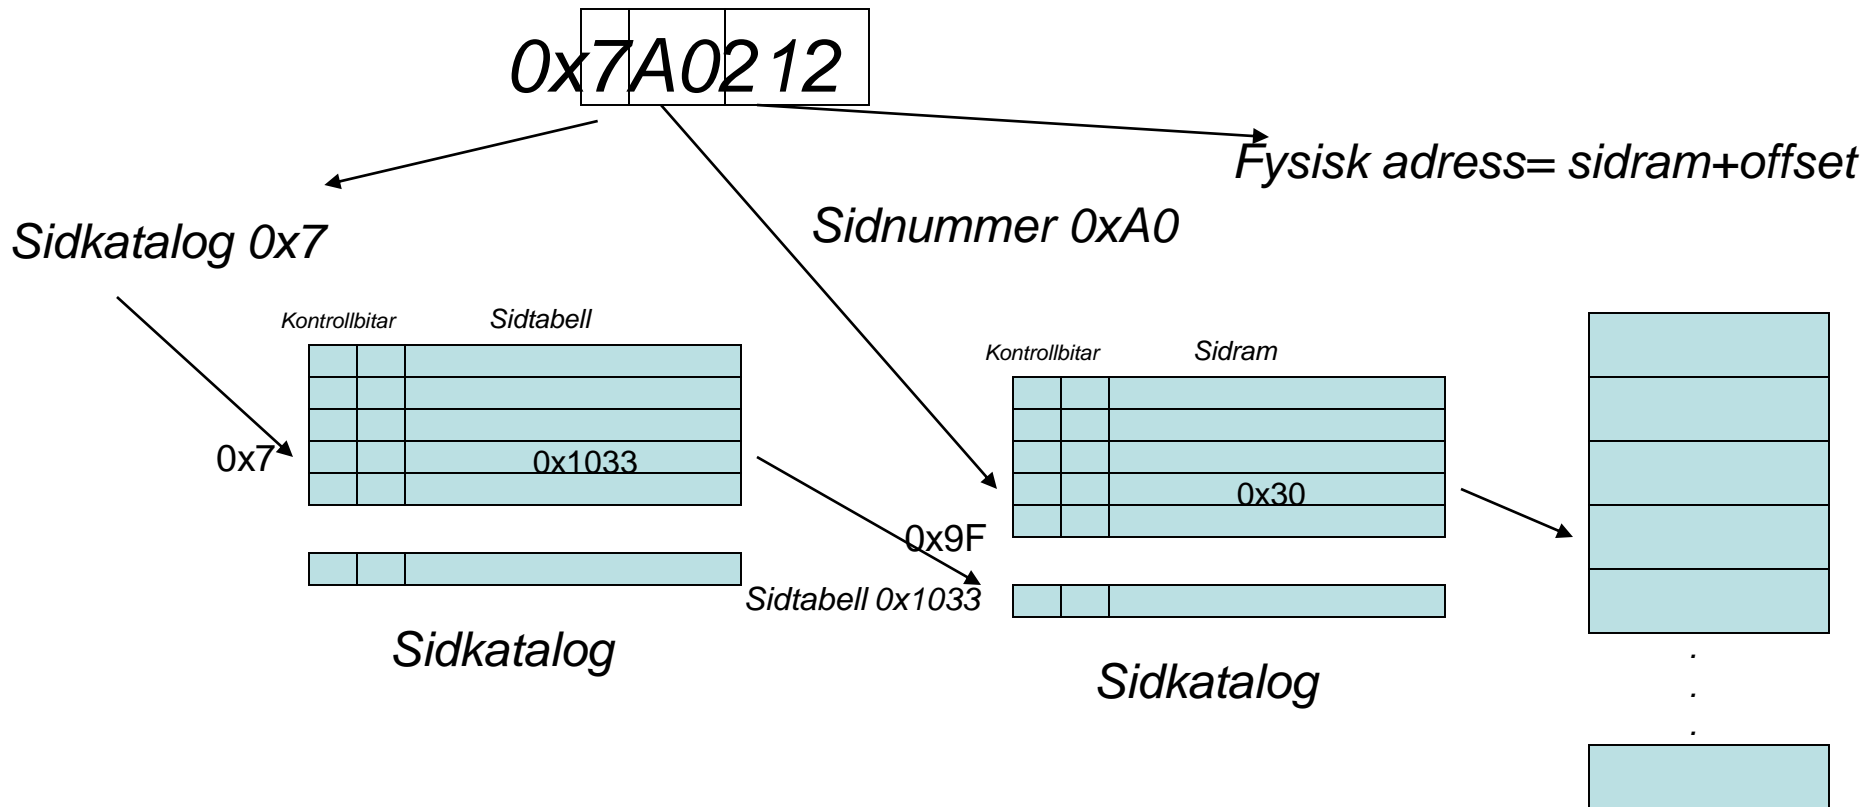 0x7A0212
Fysisk adress= sidram+offset
Sidnummer 0xA0
Sidkatalog 0x7
Kontrollbitar
Sidtabell
Kontrollbitar
Sidram
0x7
0x1033
0x30
0x9F
Sidtabell 0x1033
Sidkatalog
Sidkatalog
.
.
.